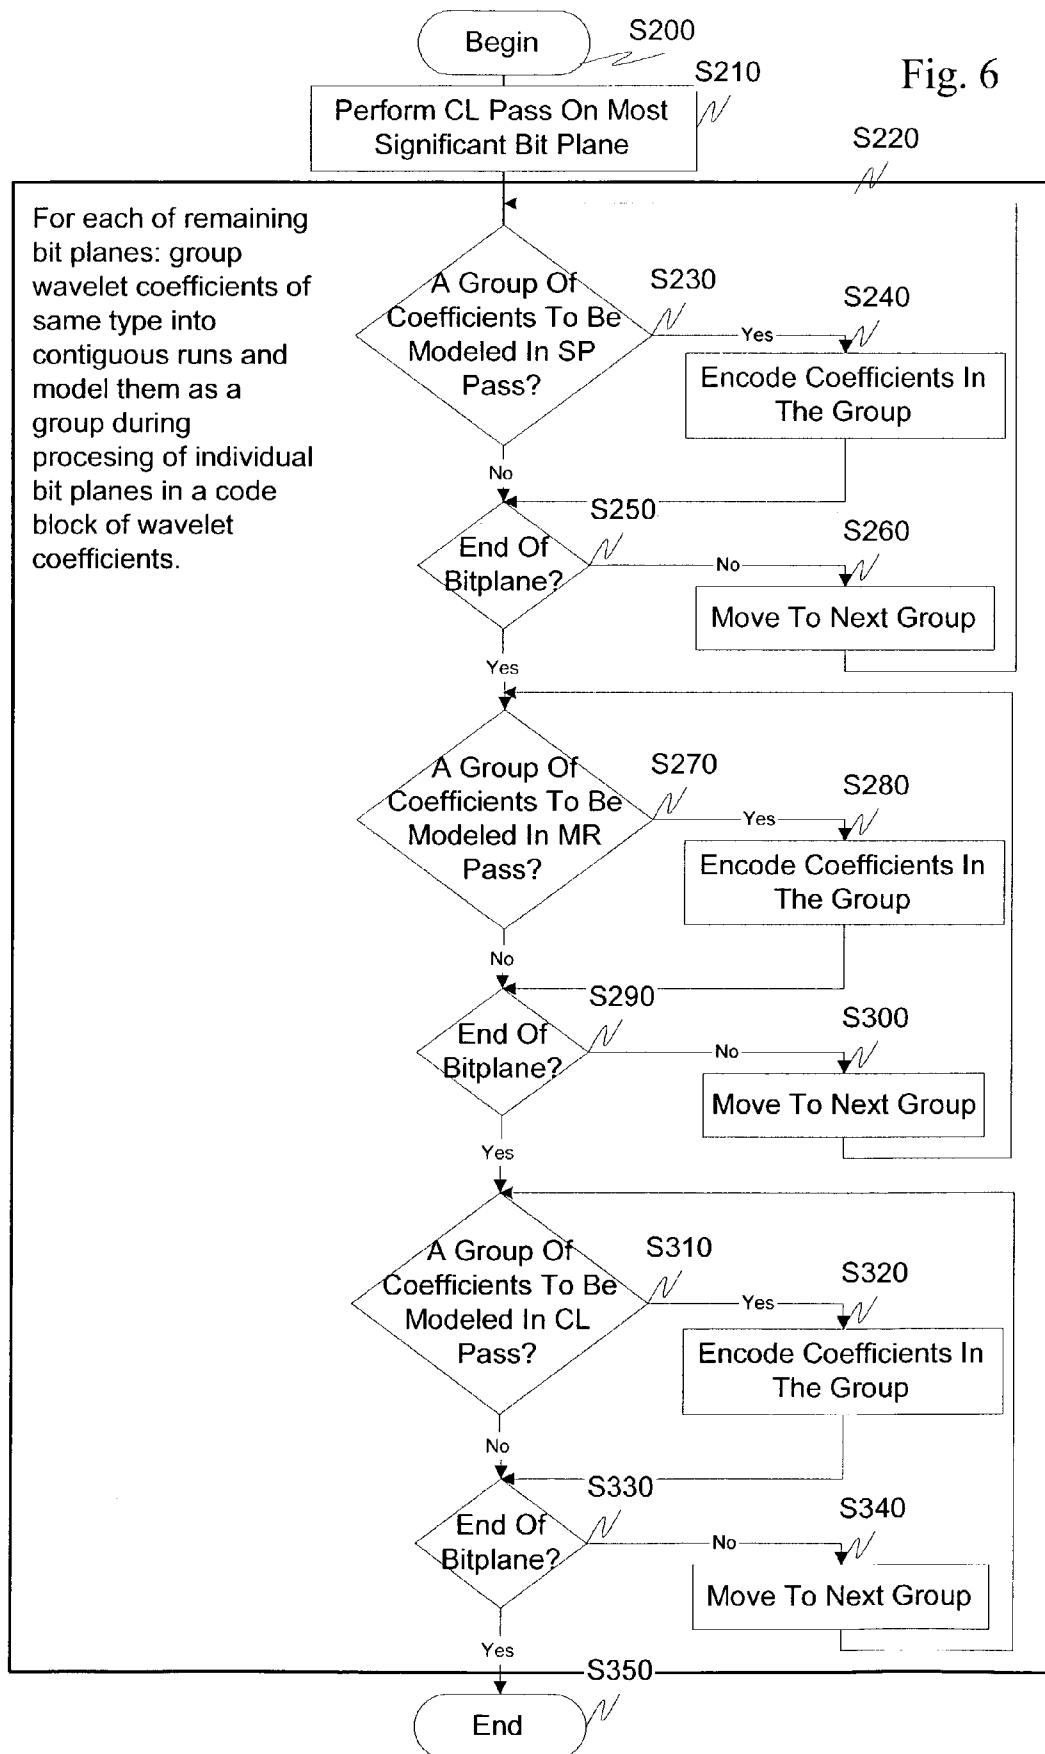 Begin
S200
Fig. 6
S210
Perform CL Pass On Most
Significant Bit Plane
S220
For each of remaining
bit planes: group
wavelet coefficients of
same type into
contiguous runs and
model them as a
group during
procesing of individual
bit planes in a code
block of wavelet
coefficients.
A Group Of
Coefficients To Be
Modeled In SP
Pass?
S230
Yes
S240
Encode Coefficients In
The Group
No
End Of
Bitplane?
S250
No
S260
Move To Next Group
Yes
A Group Of
Coefficients To Be
Modeled In MR
Pass?
S270
Yes
S280
Encode Coefficients In
The Group
No
End Of
Bitplane?
S290
No
S300
Move To Next Group
Yes
A Group Of
Coefficients To Be
Modeled In CL
Pass?
S310
Yes
S320
Encode Coefficients In
The Group
No
End Of
Bitplane?
S330
No
S340
Move To Next Group
Yes
S350
End